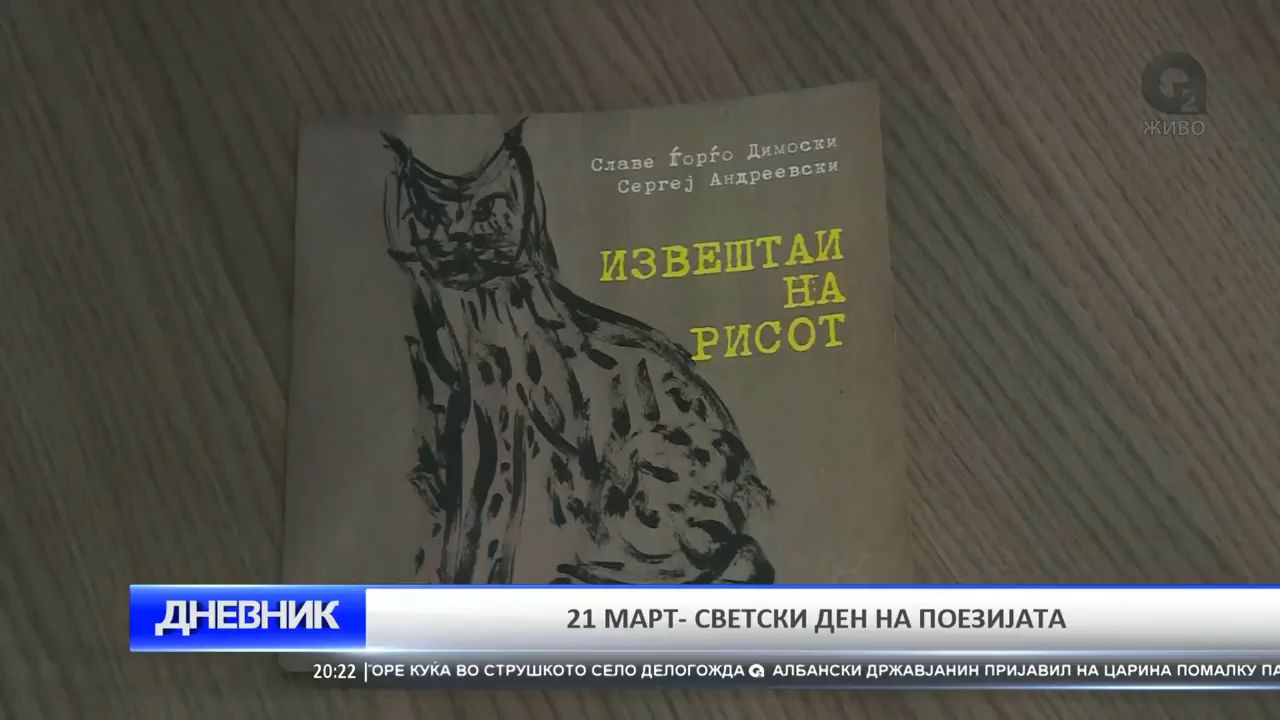 ЖИВО
Славе Ѓорѓо Димоски
Сергеј Андреевски
ИЗВЕШТАИ
НА
РИСОТ
ДНЕВНИК
21 МАРТ- СВЕТСКИ ДЕН НА ПОЕЗИЈАТА
20:22
ГОРЕ КУЌА ВО СТРУШКОТО СЕЛО ДЕЛОГОЖДА АЛБАНСКИ ДРЖАВЈАНИН ПРИЈАВИЛ НА ЦАРИНА ПОМАЛКУ ПА